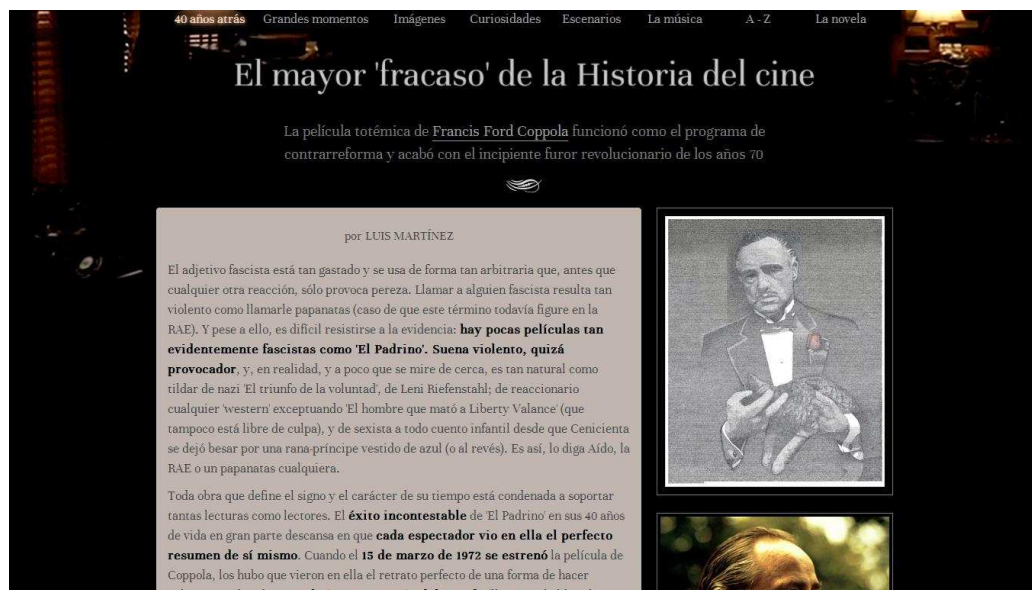 40 años atrás Grandes momentos Imágenes Curiosidades Escenarios La música A - Z La novela
El mayor 'fracaso' de la Historia del cine
La película totémica de Francis Ford Coppola funcionó como el programa de
contrarreforma y acabó con el incipiente furor revolucionario de los años 70
por LUIS MARTÍNEZ
El adjetivo fascista está tan gastado y se usa de forma tan arbitraria que, antes que
cualquier otra reacción, sólo provoca pereza. Llamar a alguien fascista resulta tan
violento como llamarle papanatas (caso de que este término todavía figure en la
RAE). Y pese a ello, es difícil resistirse a la evidencia: hay pocas películas tan
evidentemente fascistas como 'El Padrino'. Suena violento, quizá
provocador, y, en realidad, y a poco que se mire de cerca, es tan natural como
tildar de nazi 'El triunfo de la voluntad', de Leni Riefenstahl; de reaccionario
cualquier 'western' exceptuando 'El hombre que mató a Liberty Valance' (que
tampoco está libre de culpa), y de sexista a todo cuento infantil desde que Cenicienta
se dejó besar por una rana-príncipe vestido de azul (o al revés). Es así, lo diga Aído, la
RAE o un papanatas cualquiera.
Toda obra que define el signo y el carácter de su tiempo está condenada a soportar
tantas lecturas como lectores. El éxito incontestable de 'El Padrino' en sus 40 años
de vida en gran parte descansa en que cada espectador vio en ella el perfecto
resumen de sí mismo. Cuando el 15 de marzo de 1972 se estrenó la película de
Coppola, los hubo que vieron en ella el retrato perfecto de una forma de hacer